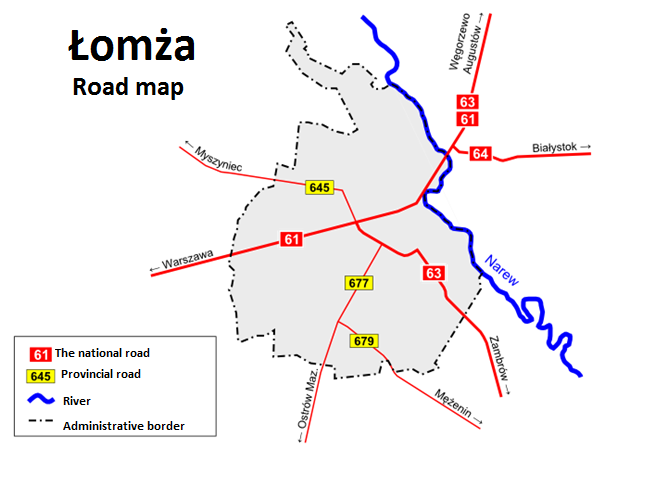 Łomża
Road map
Węgorzewo
Augustów →
63
61
64
Białystok →
← Myszyniec
645
61
← Warszawa
63
677
Narew
679
Zambrów →
← Ostrów Maz.
Mężenin →
61 The national road
645 Provincial road
River
Administrative border